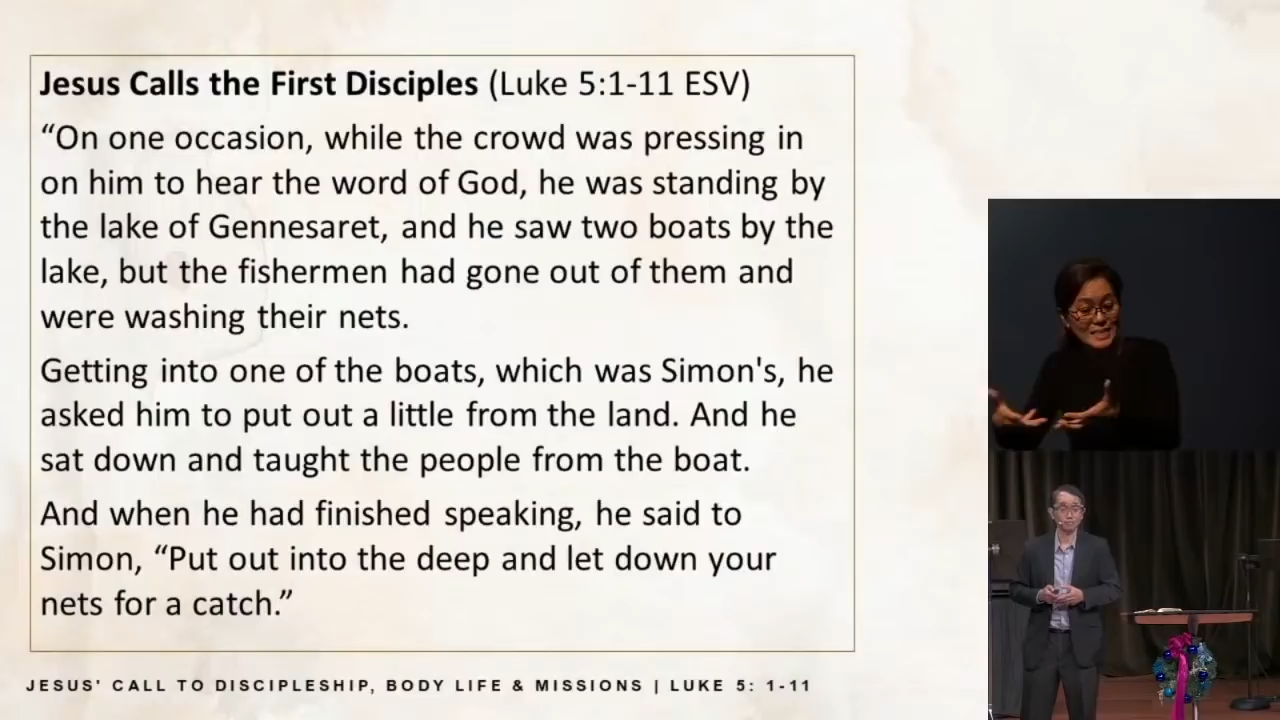 Jesus Calls the First Disciples (Luke 5:1-11 ESV)
“On one occasion, while the crowd was pressing in
on him to hear the word of God, he was standing by
the lake of Gennesaret, and he saw two boats by the
lake, but the fishermen had gone out of them and
were washing their nets.
Getting into one of the boats, which was Simon's, he
asked him to put out a little from the land. And he
sat down and taught the people from the boat.
And when he had finished speaking, he said to
Simon, “Put out into the deep and let down your
nets for a catch.”
JESUS' CALL TO DISCIPLESHIP, BODY LIFE & MISSIONS | LUKE 5: 1-11